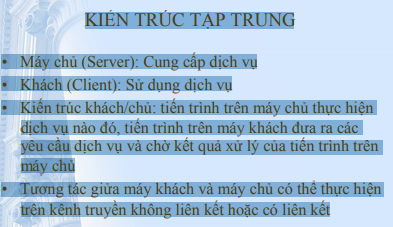 KIẾN TRÚC TẬP TRUNG
• Máy chủ (Server): Cung cấp dịch vụ
• Khách (Client): Sử dụng dịch vụ
• Kiến trúc khách/chủ: tiến trình trên máy chủ thực hiện
dịch vụ nào đó, tiến trình trên máy khách đưa ra các
yêu cầu dịch vụ và chờ kết quả xử lý của tiến trình trên
máy chủ
• Tương tác giữa máy khách và máy chủ có thể thực hiện
trên kênh truyền không liên kết hoặc có liên kết